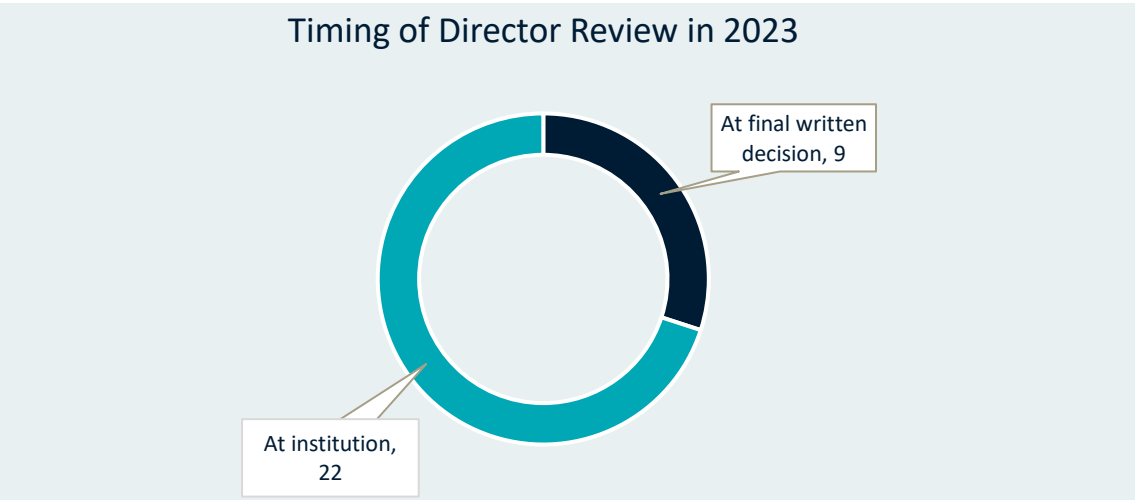 Timing of Director Review in 2023
At final written
decision, 9
At institution,
22